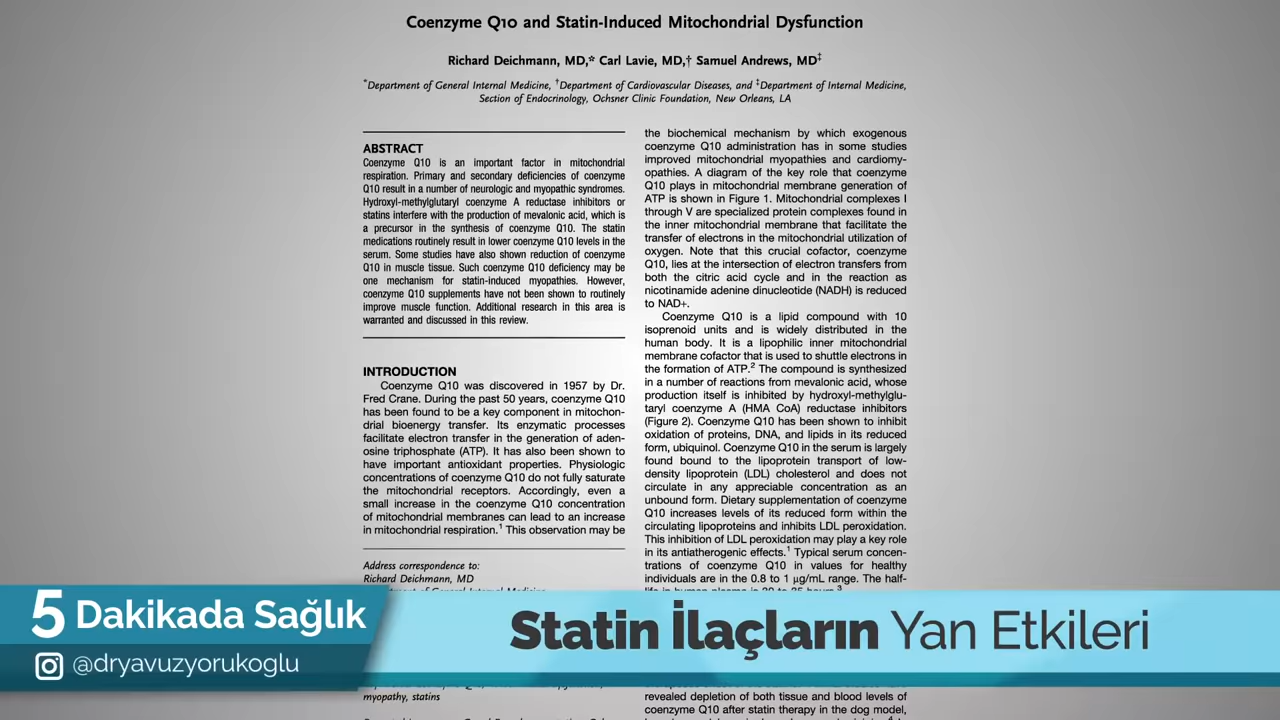 Coenzyme Q10 and Statin-Induced Mitochondrial Dysfunction
Richard Deichmann, MD,* Carl Lavie, MD,† Samuel Andrews, MD‡
*Department of General Internal Medicine, †Department of Cardiovascular Diseases, and ‡Department of Internal Medicine,
Section of Endocrinology, Ochsner Clinic Foundation, New Orleans, LA
ABSTRACT
Coenzyme Q10 is an important factor in mitochondrial
respiration. Primary and secondary deficiencies of coenzyme
Q10 result in a number of neurologic and myopathic syndromes.
Hydroxyl-methylglutaryl coenzyme A reductase inhibitors or
statins interfere with the production of mevalonic acid, which is
a precursor in the synthesis of coenzyme Q10. The statin
medications routinely result in lower coenzyme Q10 levels in the
serum. Some studies have also shown reduction of coenzyme
Q10 in muscle tissue. Such coenzyme Q10 deficiency may be
one mechanism for statin-induced myopathies. However,
coenzyme Q10 supplements have not been shown to routinely
improve muscle function. Additional research in this area is
warranted and discussed in this review.
INTRODUCTION
Coenzyme Q10 was discovered in 1957 by Dr.
Fred Crane. During the past 50 years, coenzyme Q10
has been found to be a key component in mitochon-
drial bioenergy transfer. Its enzymatic processes
facilitate electron transfer in the generation of aden-
osine triphosphate (ATP). It has also been shown to
have important antioxidant properties. Physiologic
concentrations of coenzyme Q10 do not fully saturate
the mitochondrial receptors. Accordingly, even a
small increase in the coenzyme Q10 concentration
of mitochondrial membranes can lead to an increase
in mitochondrial respiration.1 This observation may be
Address correspondence to:
Richard Deichmann, MD
myopathy, statins
the biochemical mechanism by which exogenous
coenzyme Q10 administration has in some studies
improved mitochondrial myopathies and cardiomy-
opathies. A diagram of the key role that coenzyme
Q10 plays in mitochondrial membrane generation of
ATP is shown in Figure 1. Mitochondrial complexes I
through V are specialized protein complexes found in
the inner mitochondrial membrane that facilitate the
transfer of electrons in the mitochondrial utilization of
oxygen. Note that this crucial cofactor, coenzyme
Q10, lies at the intersection of electron transfers from
both the citric acid cycle and in the reaction as
nicotinamide adenine dinucleotide (NADH) is reduced
to NAD+.
Coenzyme Q10 is a lipid compound with 10
isoprenoid units and is widely distributed in the
human body. It is a lipophilic inner mitochondrial
membrane cofactor that is used to shuttle electrons in
the formation of ATP.2 The compound is synthesized
in a number of reactions from mevalonic acid, whose
production itself is inhibited by hydroxyl-methylglu-
taryl coenzyme A (HMA CoA) reductase inhibitors
(Figure 2). Coenzyme Q10 has been shown to inhibit
oxidation of proteins, DNA, and lipids in its reduced
form, ubiquinol. Coenzyme Q10 in the serum is largely
found bound to the lipoprotein transport of low-
density lipoprotein (LDL) cholesterol and does not
circulate in any appreciable concentration as an
unbound form. Dietary supplementation of coenzyme
Q10 increases levels of its reduced form within the
circulating lipoproteins and inhibits LDL peroxidation.
This inhibition of LDL peroxidation may play a key role
in its antiatherogenic effects.1 Typical serum concen-
trations of coenzyme Q10 in values for healthy
individuals are in the 0.8 to 1 µg/mL range. The half-
revealed depletion of both tissue and blood levels of
coenzyme Q10 after statin therapy in the dog model,
5 Dakikada Sağlık
@dryavuzyorukoglu
Statin İlaçların Yan Etkileri